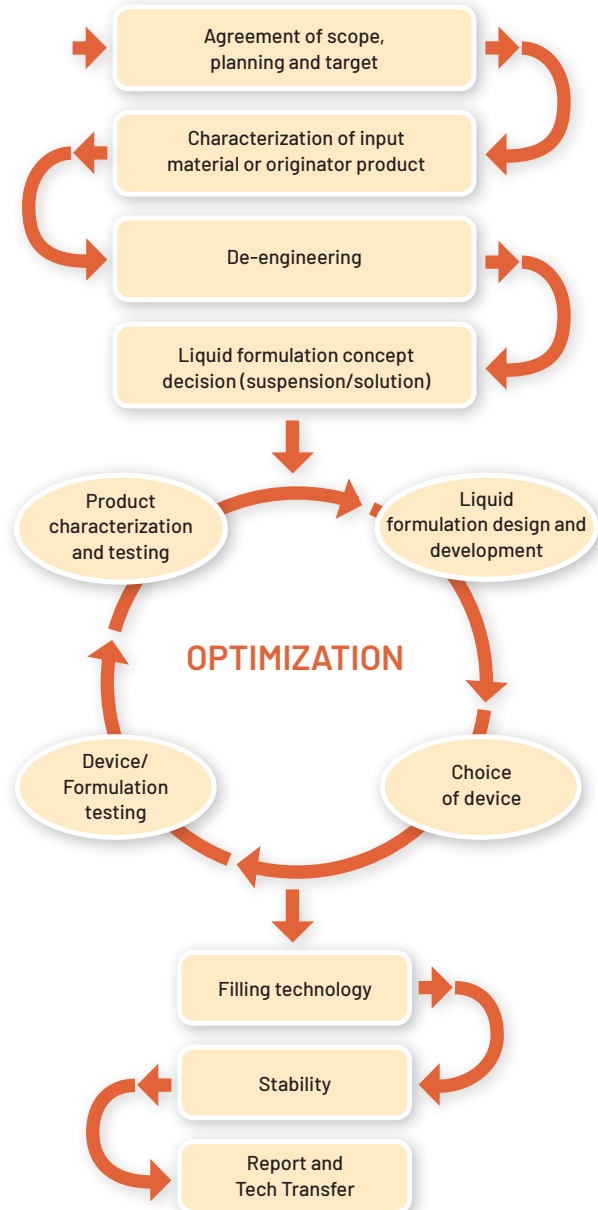 Agreement of scope,
planning and target
Characterization of input
material or originator product
De-engineering
Liquid formulation concept
decision (suspension/solution)
Product
characterization
and testing
Liquid
formulation design and
development
OPTIMIZATION
Device/
Formulation
testing
Choice
of device
Filling technology
Stability
Report and
Tech Transfer